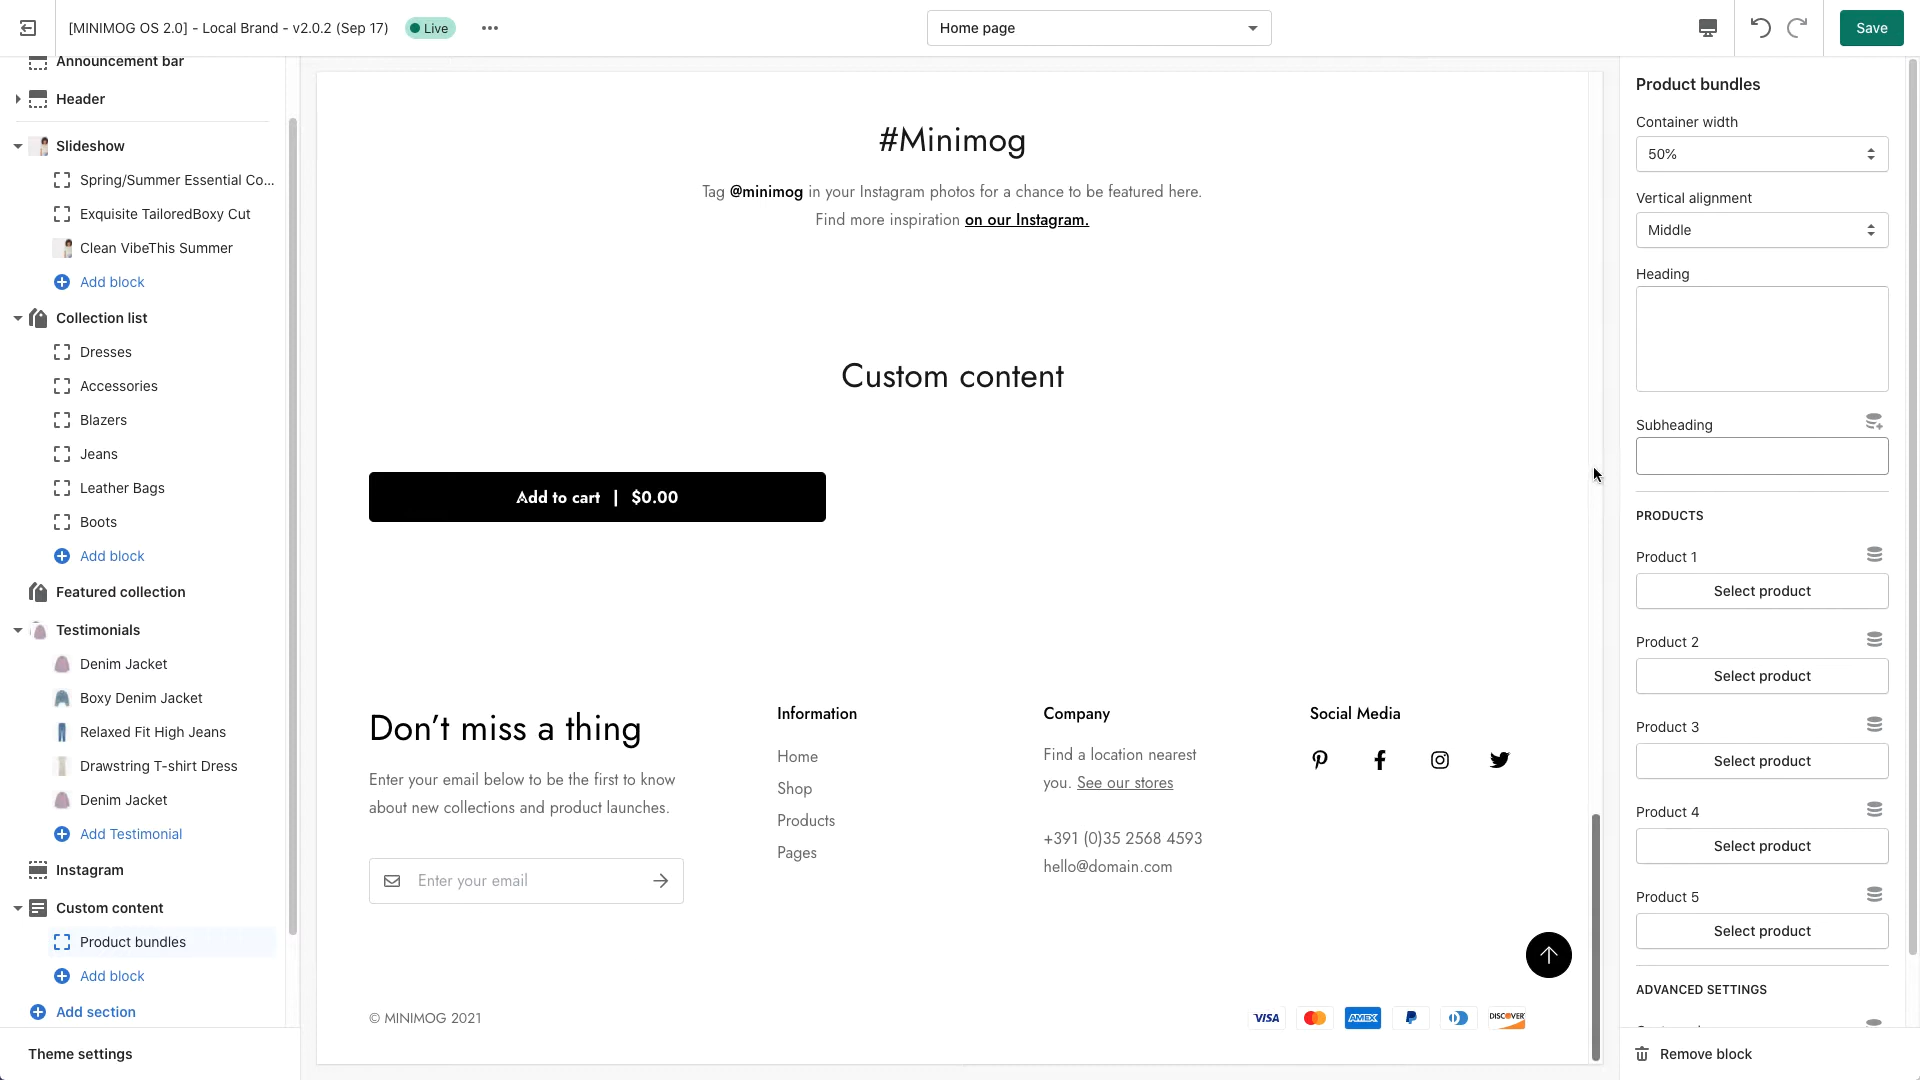 [MINIMOG OS 2.0] - Local Brand - v2.0.2 (Sep 17)
Live
Home page
Save
Announcement bar
Header
Slideshow
Spring/Summer Essential Co...
Exquisite TailoredBoxy Cut
Clean VibeThis Summer
Add block
Collection list
Dresses
Accessories
Blazers
Jeans
Leather Bags
Boots
Add block
Featured collection
Testimonials
Denim Jacket
Boxy Denim Jacket
Relaxed Fit High Jeans
Drawstring T-shirt Dress
Denim Jacket
Add Testimonial
Instagram
Custom content
Product bundles
Add block
Add section
Theme settings
#Minimog
Tag @minimog in your Instagram photos for a chance to be featured here.
Find more inspiration on our Instagram.
Custom content
Add to cart | $0.00
Don’t miss a thing
Enter your email below to be the first to know
about new collections and product launches.
Enter your email
Information
Home
Shop
Products
Pages
Company
Find a location nearest
you. See our stores
+391 (0)35 2568 4593
hello@domain.com
Social Media
© MINIMOG 2021
VISA
AMEX
DISCOVER
Product bundles
Container width
50%
Vertical alignment
Middle
Heading
Subheading
PRODUCTS
Product 1
Select product
Product 2
Select product
Product 3
Select product
Product 4
Select product
Product 5
Select product
ADVANCED SETTINGS
Remove block